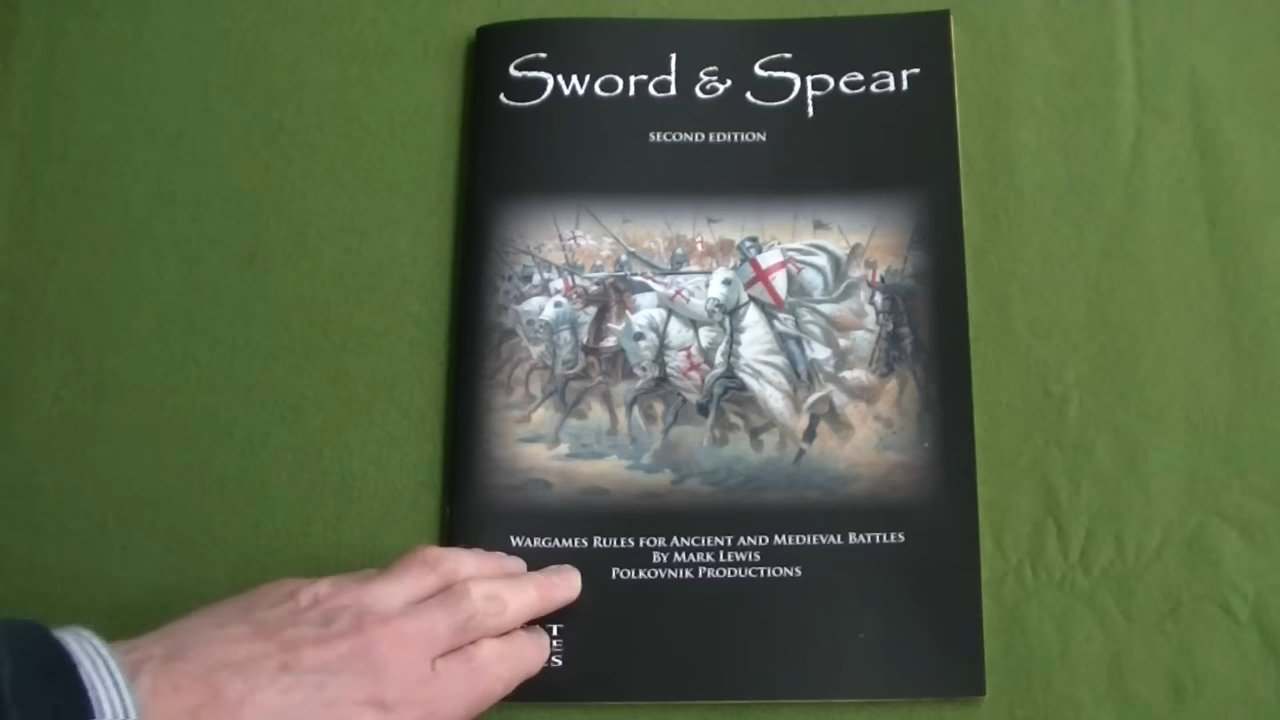 Sword & Spear
SECOND EDITION
WARGAMES RULES FOR ANCIENT AND MEDIEVAL BATTLES
BY MARK LEWIS
POLKOVNIK PRODUCTIONS